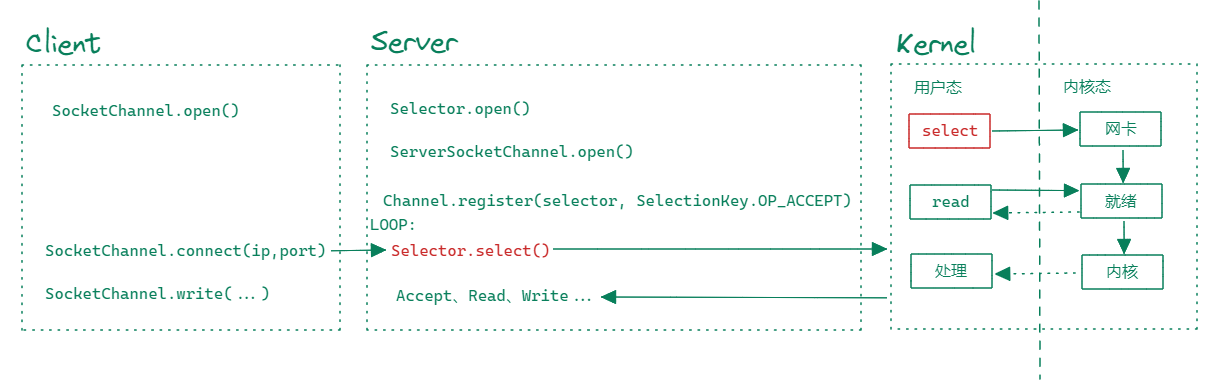 Client
SocketChannel.open()
SocketChannel.connect(ip,port)
SocketChannel.write(...)
Server
Selector.open()
ServerSocketChannel.open()
Channel.register(selector, SelectionKey.OP_ACCEPT)
LOOP:
Selector.select()
Accept、Read、Write...
Kernel
用户态
内核态
select
网卡
read
就绪
处理
内核